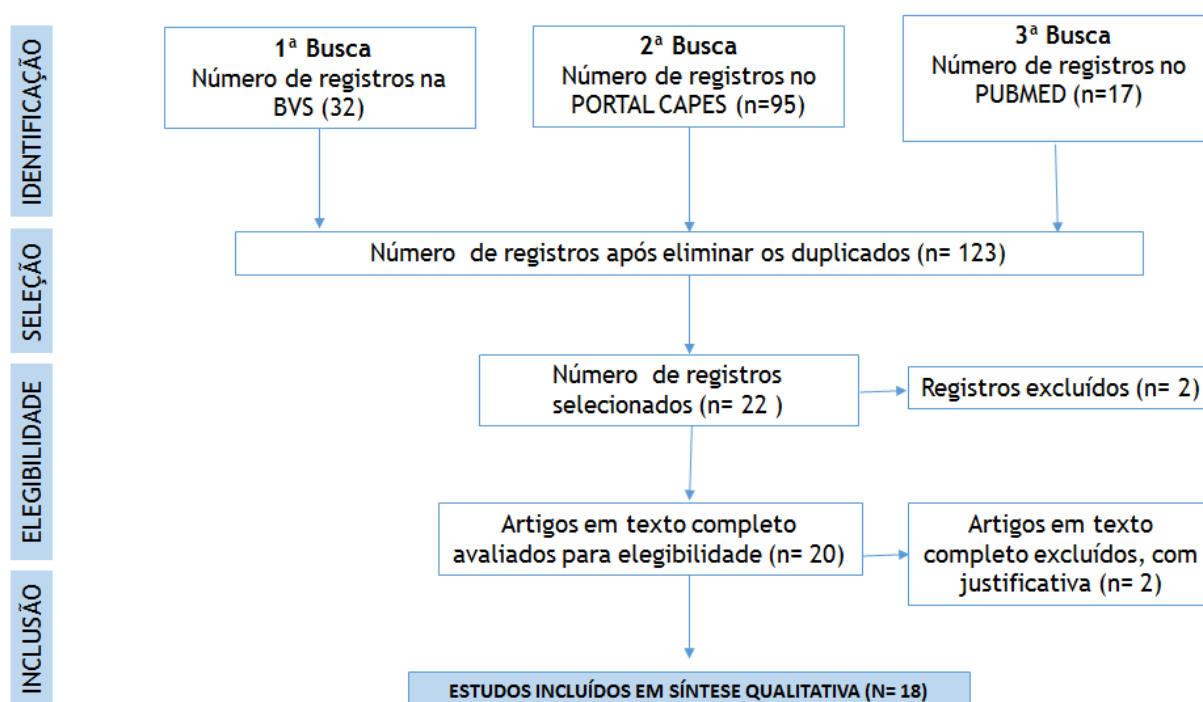 IDENTIFICAÇÃO
1ª Busca
Número de registros na
BVS (32)
2ª Busca
Número de registros no
PORTAL CAPES (n=95)
3ª Busca
Número de registros no
PUBMED (n=17)
SELEÇÃO
Número de registros após eliminar os duplicados (n= 123)
ELEGIBILIDADE
Número de registros
selecionados (n= 22 )
Registros excluídos (n= 2)
Artigos em texto completo
avaliados para elegibilidade (n= 20)
Artigos em texto
completo excluídos, com
justificativa (n= 2)
INCLUSÃO
ESTUDOS INCLUÍDOS EM SÍNTESE QUALITATIVA (N= 18)